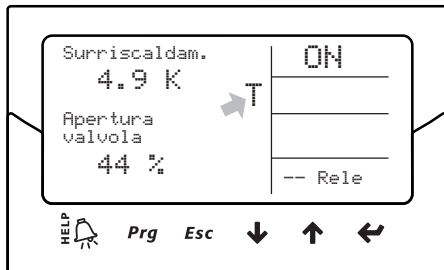 Surriscaldam.
4.9 K
Apertura
valvola
44 %
T
ON
-- Rele
HELP
Prg
Esc